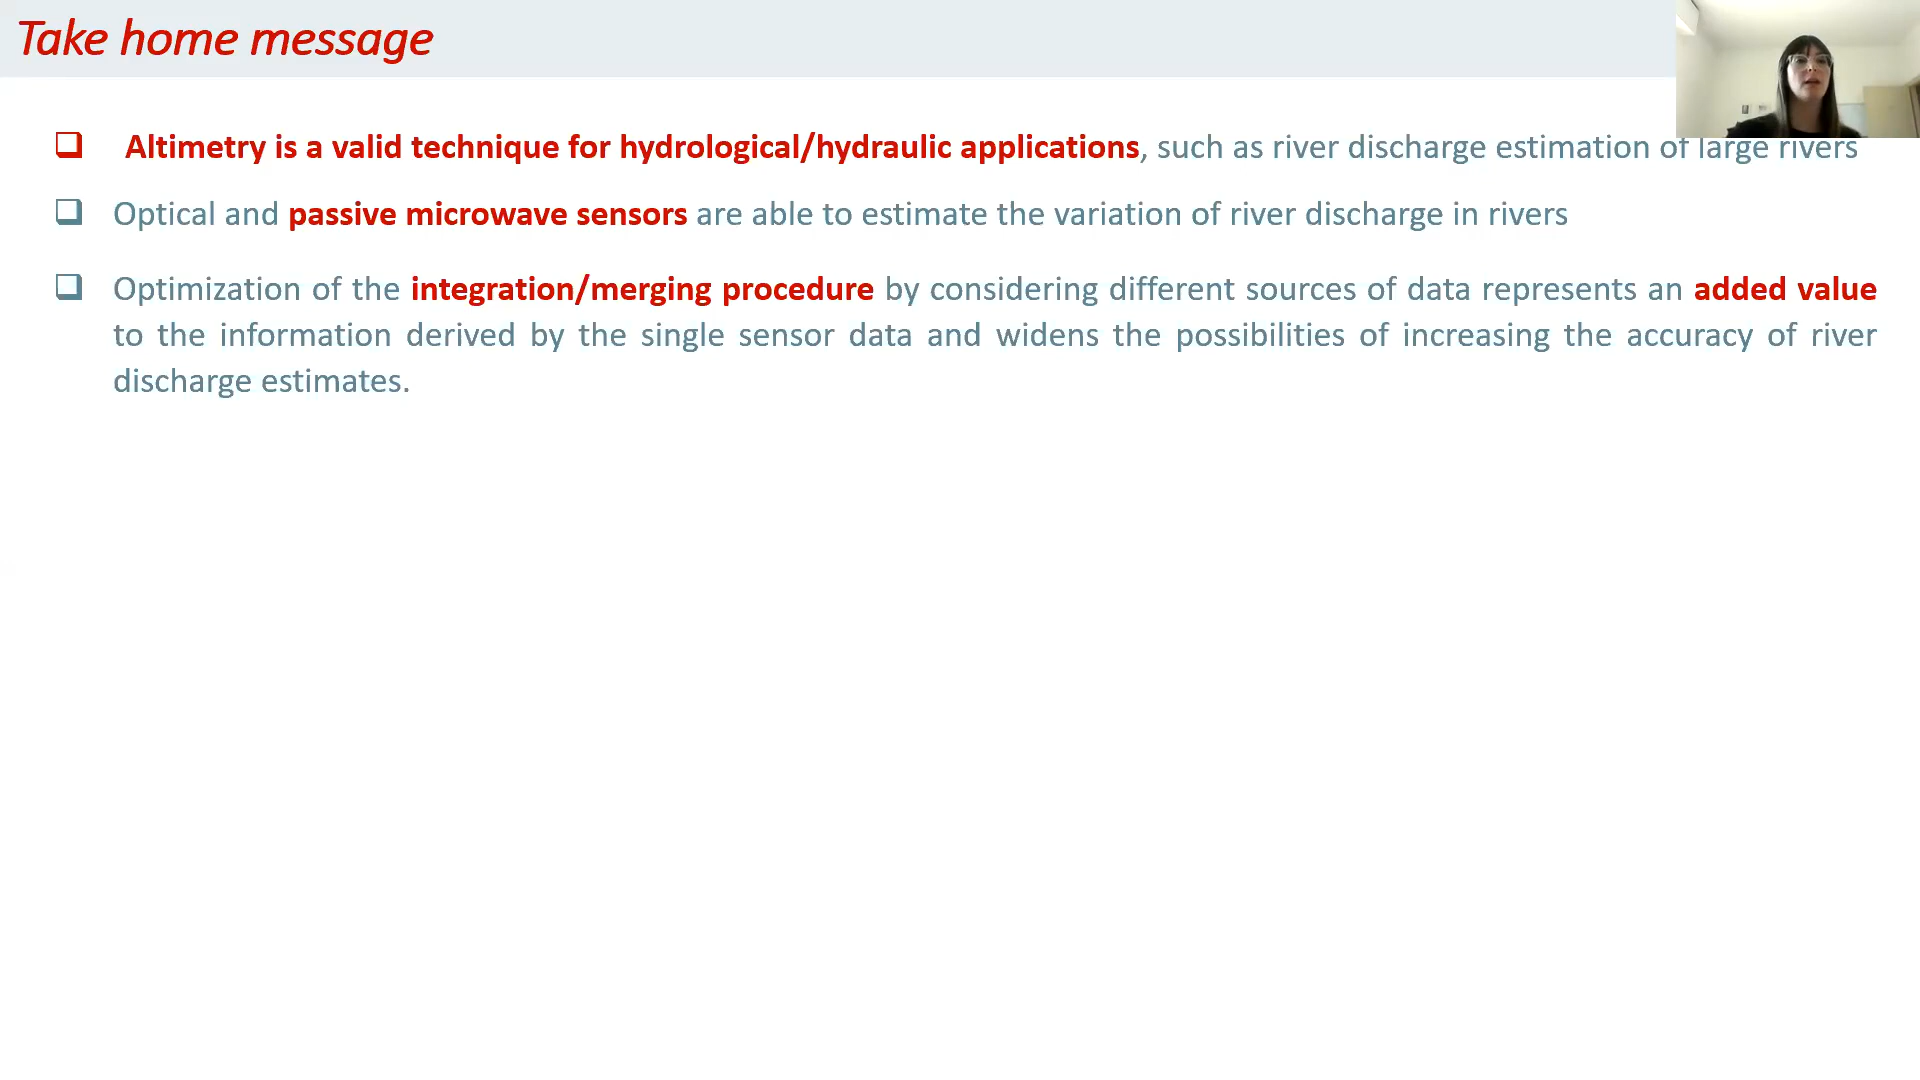 Take home message
Altimetry is a valid technique for hydrological/hydraulic applications, such as river discharge estimation of large rivers
Optical and passive microwave sensors are able to estimate the variation of river discharge in rivers
Optimization of the integration/merging procedure by considering different sources of data represents an added value
to the information derived by the single sensor data and widens the possibilities of increasing the accuracy of river
discharge estimates.